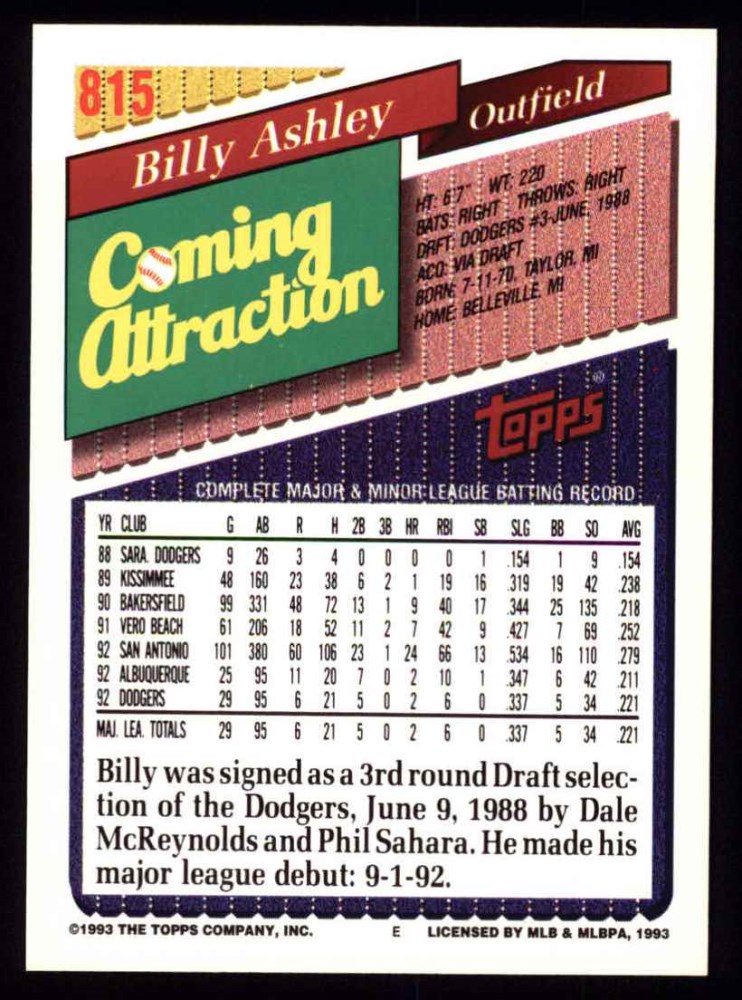 815
Billy Ashley
Outfield
Coming
Attraction
HT: 6'7" WT: 220
BATS: RIGHT THROWS: RIGHT
DRFT: DODGERS #3-JUNE, 1988
ACQ: VIA DRAFT
BORN: 7-11-70, TAYLOR, MI
HOME: BELLEVILLE, MI
Topps®
COMPLETE MAJOR & MINOR LEAGUE BATTING RECORD
YR CLUB G AB R H 2B 3B HR RBI SB SLG BB SO AVG
88 SARA. DODGERS 9 26 3 4 0 0 0 0 1 .154 1 9 .154
89 KISSIMMEE 48 160 23 38 6 2 1 19 16 .319 19 42 .238
90 BAKERSFIELD 99 331 48 72 13 1 9 40 17 .344 25 135 .218
91 VERO BEACH 61 206 18 52 11 2 7 42 9 .427 7 69 .252
92 SAN ANTONIO 101 380 60 106 23 1 24 66 13 .534 16 110 .279
92 ALBUQUERQUE 25 95 11 20 7 0 2 10 1 .347 6 42 .211
92 DODGERS 29 95 6 21 5 0 2 6 0 .337 5 34 .221
MAJ. LEA. TOTALS 29 95 6 21 5 0 2 6 0 .337 5 34 .221
Billy was signed as a 3rd round Draft selec-
tion of the Dodgers, June 9, 1988 by Dale
McReynolds and Phil Sahara. He made his
major league debut: 9-1-92.
©1993 THE TOPPS COMPANY, INC. E LICENSED BY MLB & MLBPA, 1993